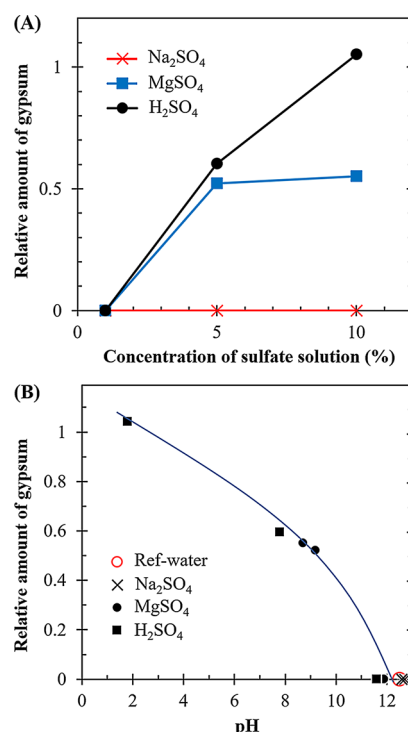 (A)
Relative amount of gypsum
1
0.5
0
Na₂SO₄
MgSO₄
H₂SO₄
0 5 10
Concentration of sulfate solution (%)
(B)
Relative amount of gypsum
1
0.8
0.6
0.4
0.2
0
Ref-water
Na₂SO₄
MgSO₄
H₂SO₄
0 2 4 6 8 10 12
pH